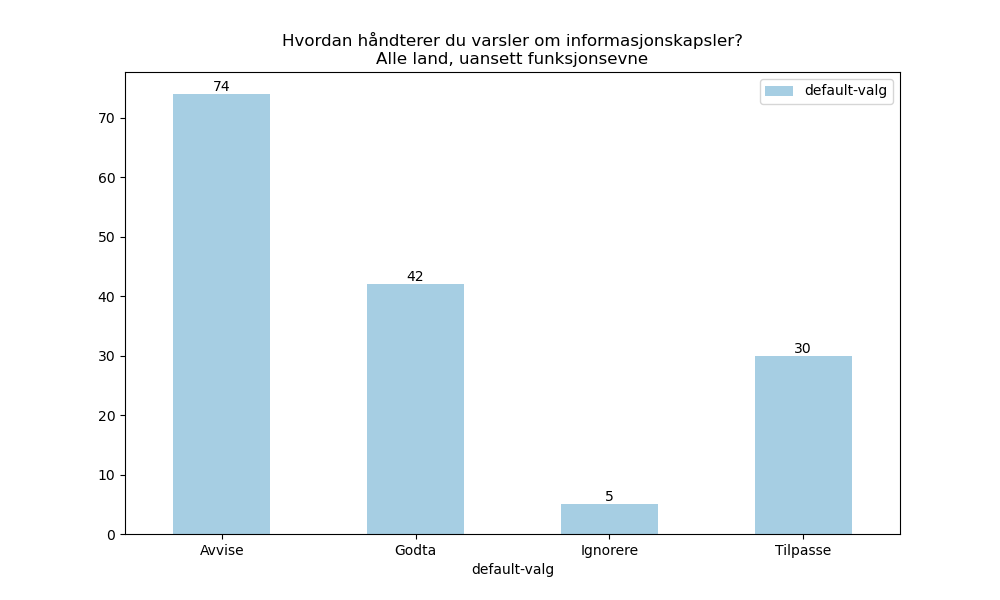 Hvordan håndterer du varsler om informasjonskapsler?
Alle land, uansett funksjonsevne
default-valg
74
42
5
30
70
60
50
40
30
20
10
0
Avvise Godta Ignorere Tilpasse
default-valg